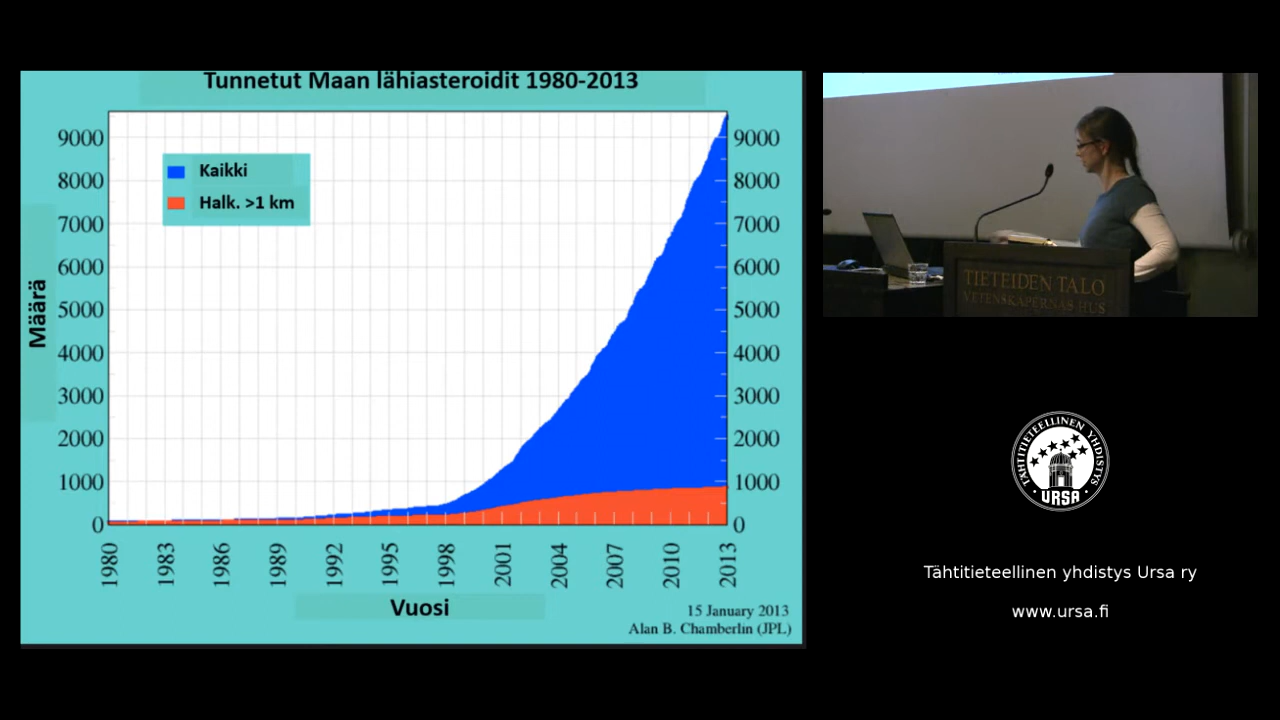 Tunnetut Maan lähiasteroidit 1980-2013
9000
8000
7000
6000
5000
4000
3000
2000
1000
0
Määrä
Kaikki
Halk. >1 km
9000
8000
7000
6000
5000
4000
3000
2000
1000
0
1980
1983
1986
1989
1992
1995
1998
2001
2004
2007
2010
2013
Vuosi
15 January 2013
Alan B. Chamberlin (JPL)
TIETEIDEN TALO
VETENSKAPERNAS HUS
TÄHTITIETEELLINEN YHDISTYS
URSA
Tähtitieteellinen yhdistys Ursa ry
www.ursa.fi